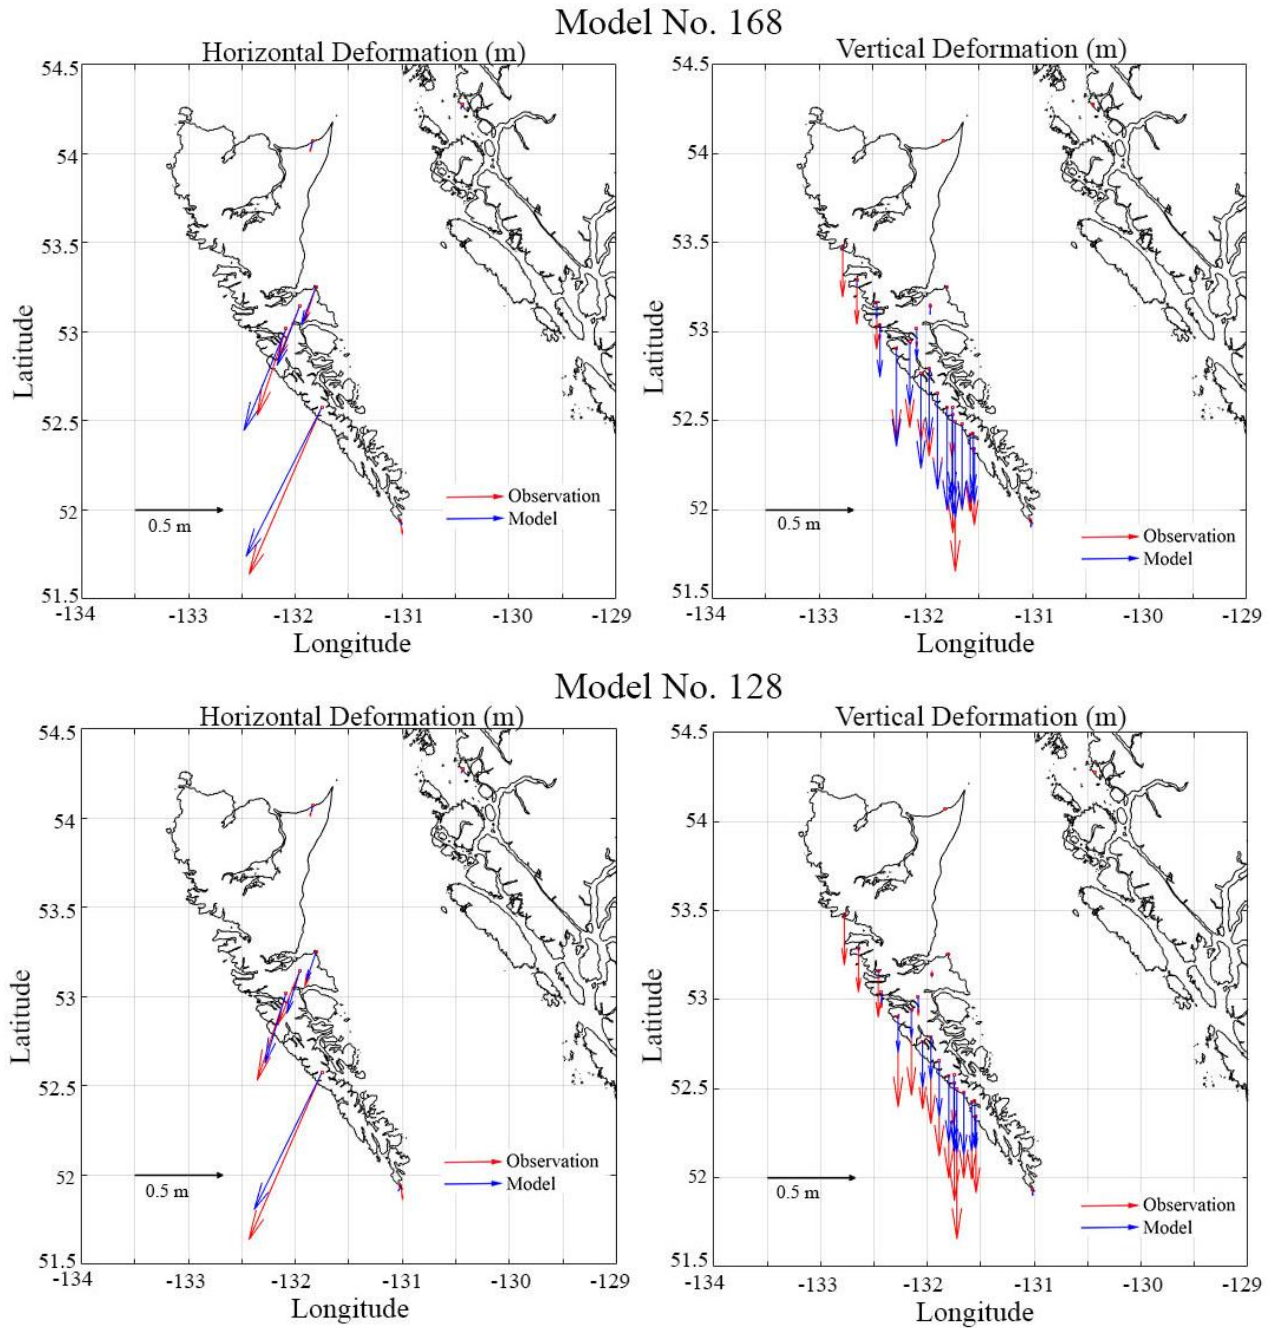 Model No. 168
Horizontal Deformation (m)
Vertical Deformation (m)
54.5
54
53.5
53
52.5
52
51.5
Latitude
-134
-133
-132
-131
-130
-129
Longitude
0.5 m
Observation
Model
54.5
54
53.5
53
52.5
52
51.5
Latitude
-134
-133
-132
-131
-130
-129
Longitude
0.5 m
Observation
Model
Model No. 128
Horizontal Deformation (m)
Vertical Deformation (m)
54.5
54
53.5
53
52.5
52
51.5
Latitude
-134
-133
-132
-131
-130
-129
Longitude
0.5 m
Observation
Model
54.5
54
53.5
53
52.5
52
51.5
Latitude
-134
-133
-132
-131
-130
-129
Longitude
0.5 m
Observation
Model